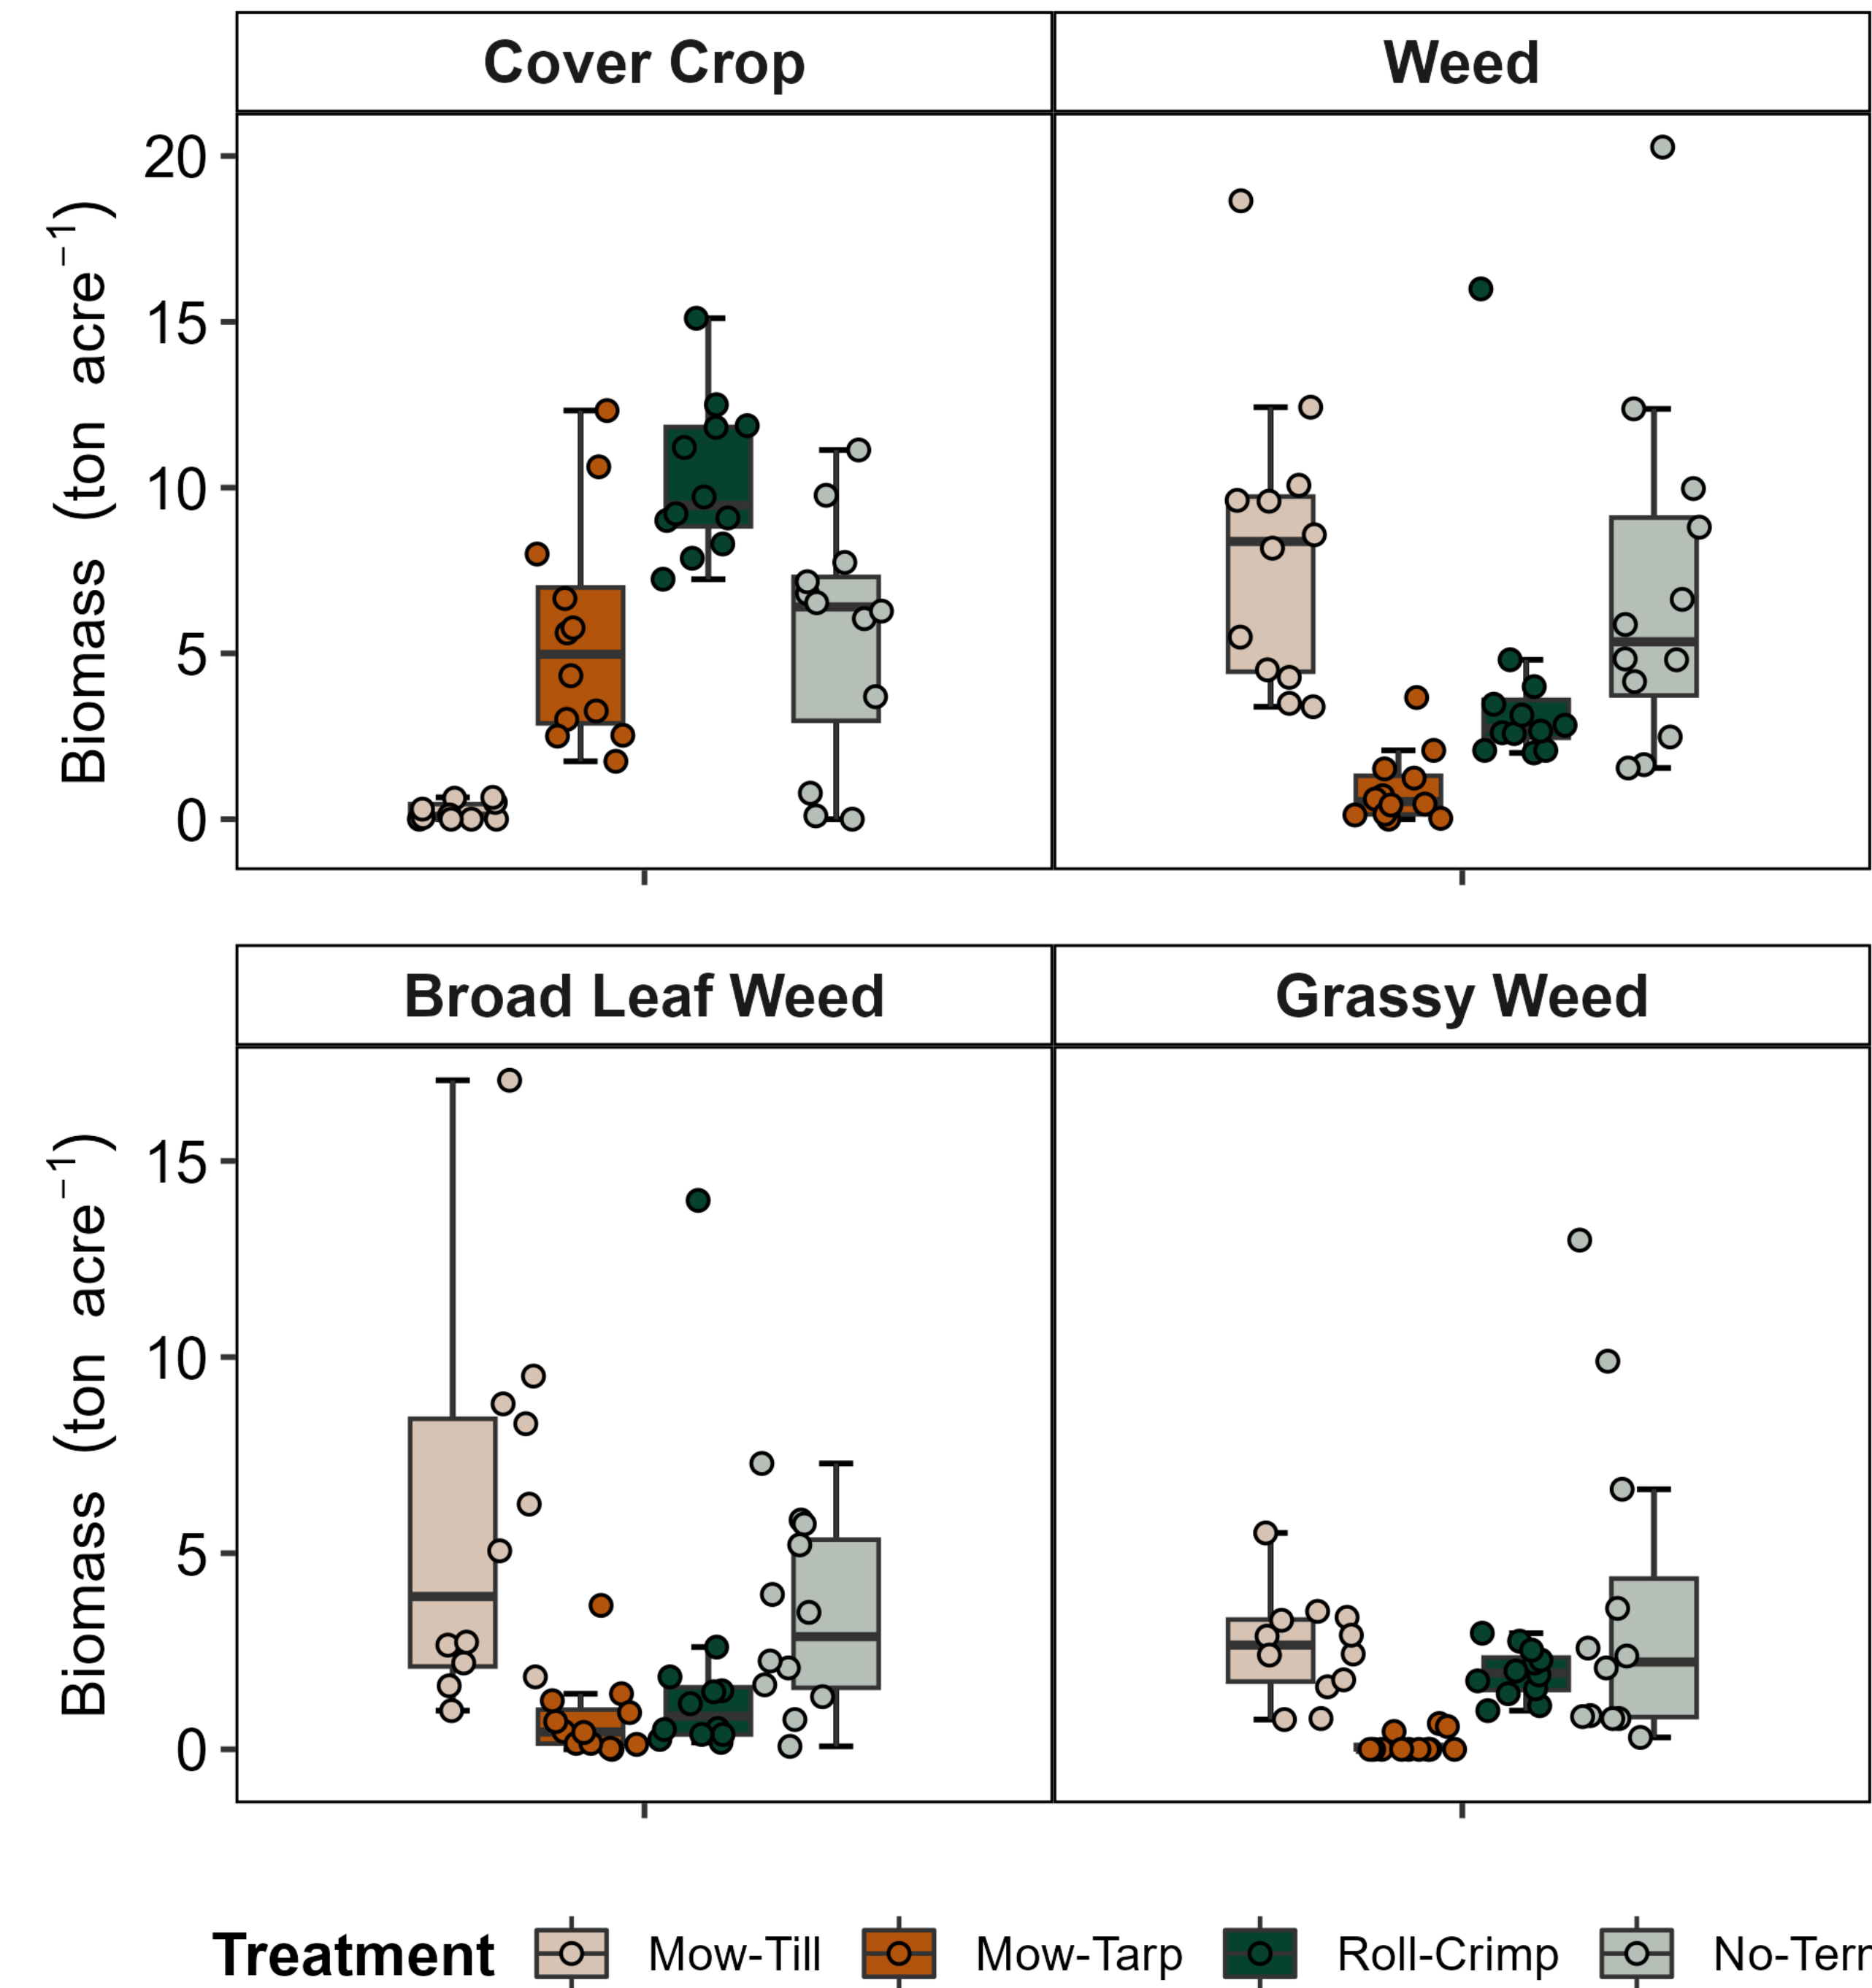 Cover Crop
Weed
Biomass (ton acre⁻¹)
20
15
10
5
0
Broad Leaf Weed
Grassy Weed
Biomass (ton acre⁻¹)
15
10
5
0
Treatment Mow-Till Mow-Tarp Roll-Crimp